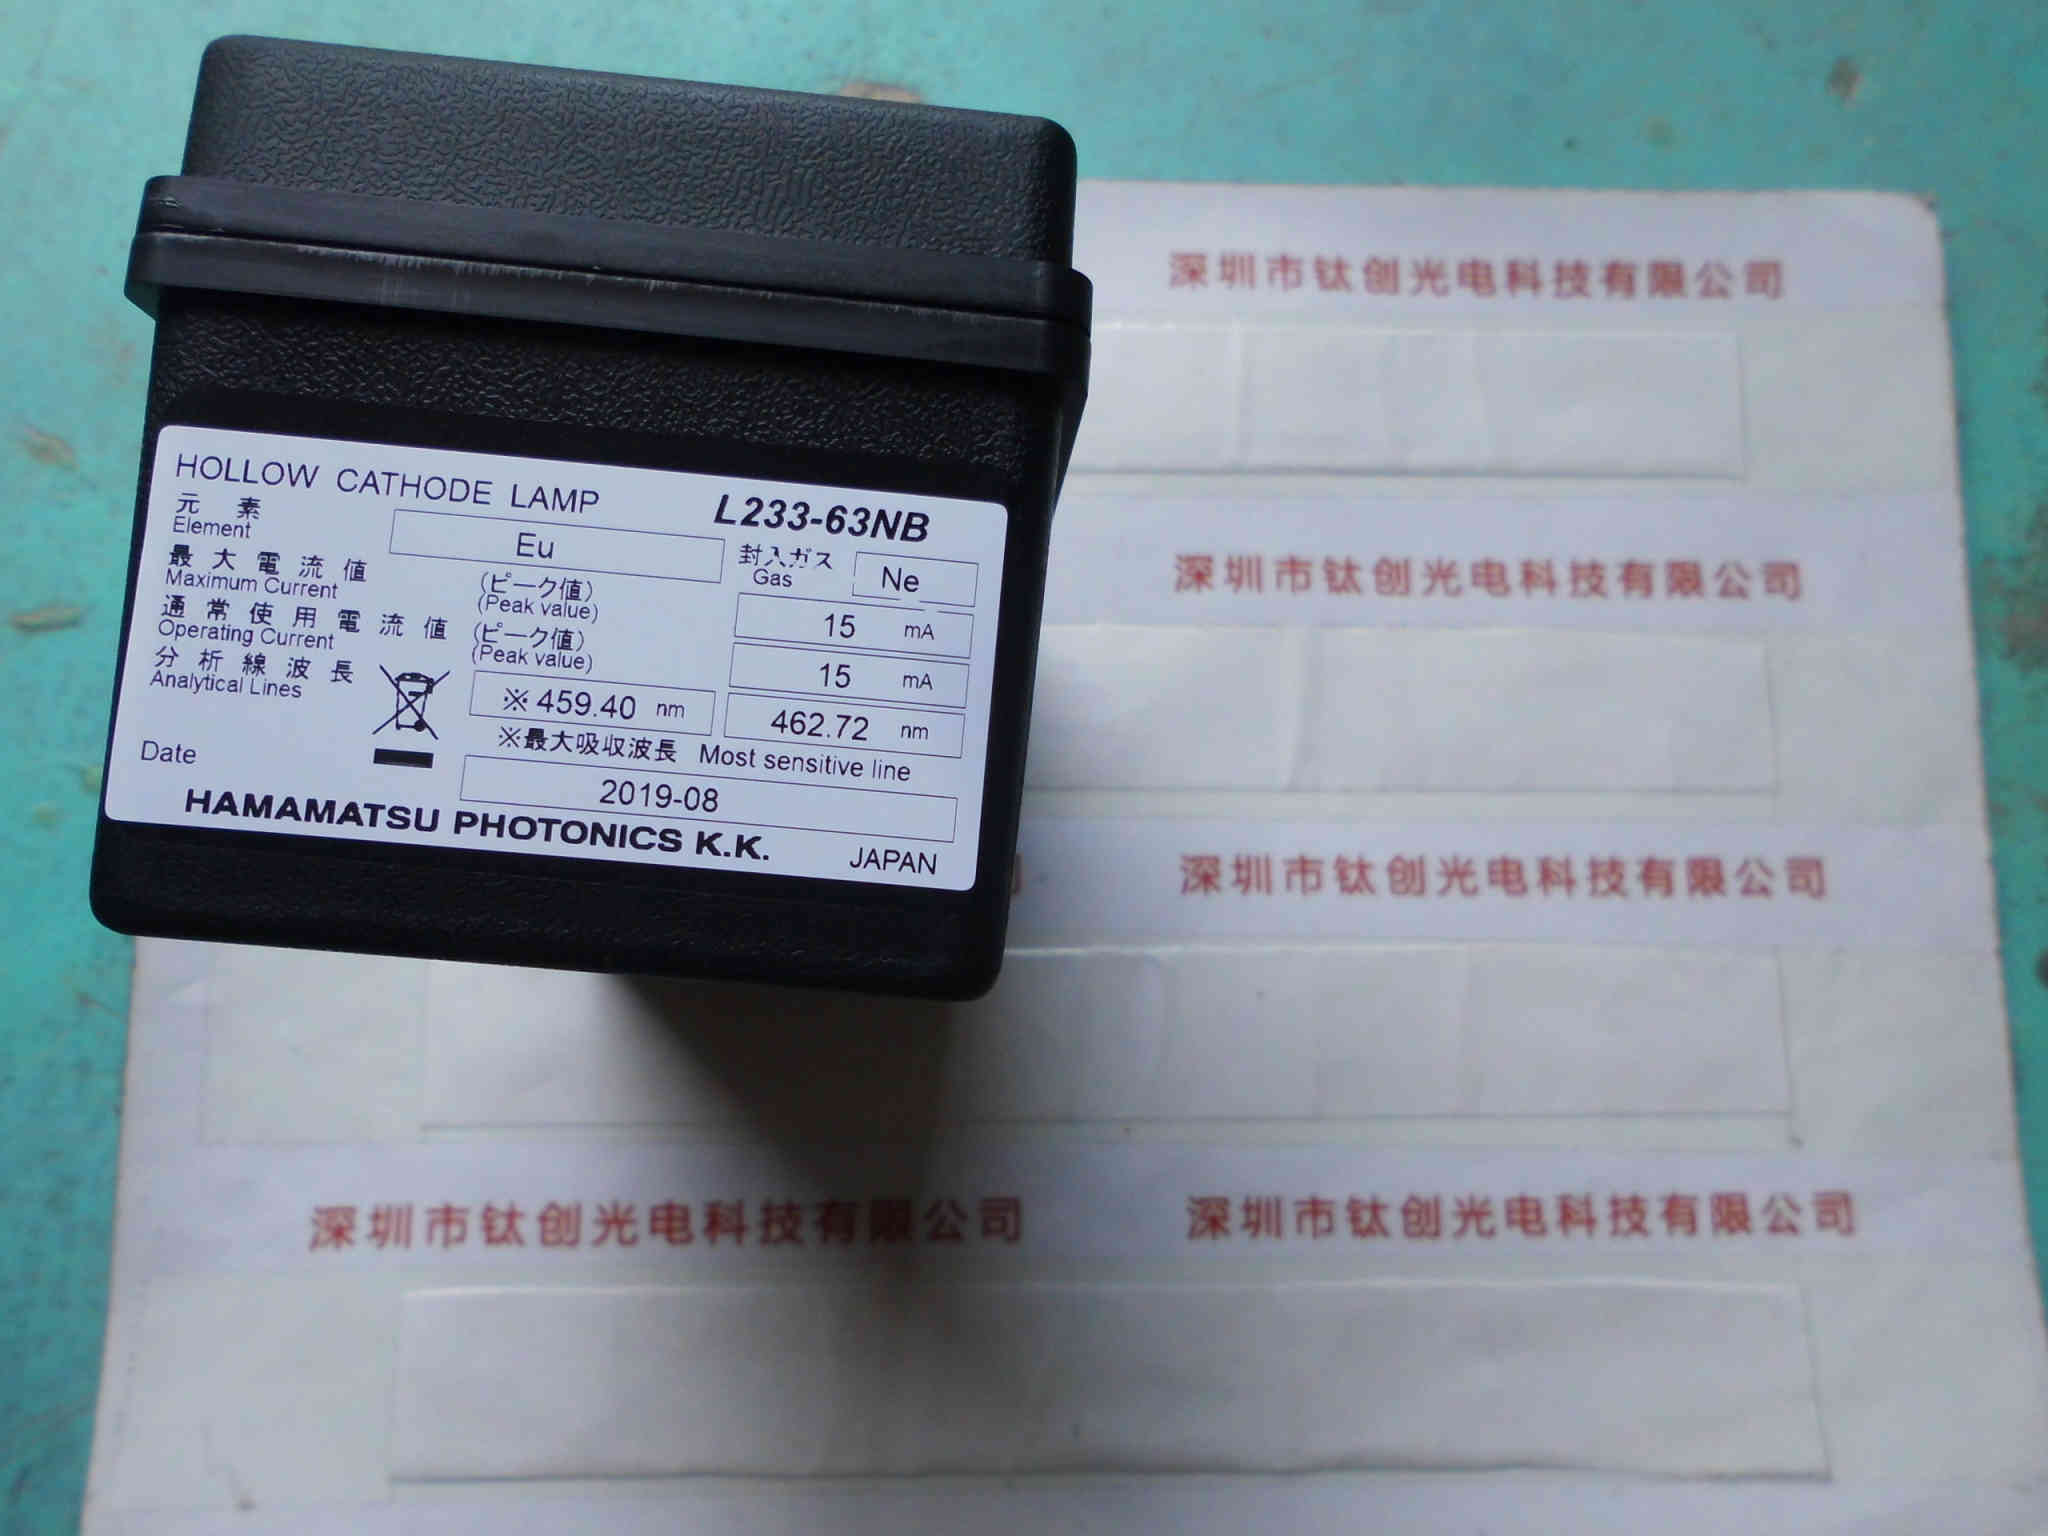 HOLLOW CATHODE LAMP L233-63NB
元素
Element
Eu
封入ガス
Gas
Ne
最大電流値 (ピーク値)
Maximum Current (Peak value)
15 mA
通常使用電流値 (ピーク値)
Operating Current (Peak value)
15 mA
分析線波長
Analytical Lines
※459.40 nm
462.72 nm
※最大吸収波長 Most sensitive line
Date 2019-08
HAMAMATSU PHOTONICS K.K. JAPAN
深圳市钛创光电科技有限公司
深圳市钛创光电科技有限公司
司 深圳市钛创光电科技有限公司
深圳市钛创光电科技有限公司 深圳市钛创光电科技有限公司